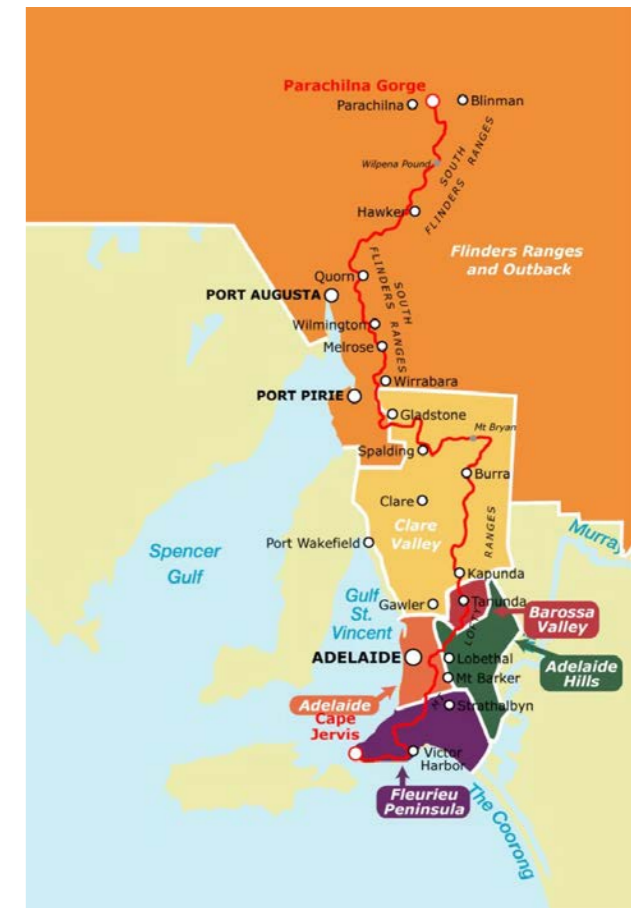 Parachilna Gorge
Parachilna
Blinman
Wilpena Pound
SOUTH
FLINDERS RANGES
Hawker
Flinders Ranges
and Outback
Quorn
SOUTH
FLINDERS RANGES
PORT AUGUSTA
Wilmington
Melrose
Wirrabara
PORT PIRIE
Gladstone
Mt Bryan
Spalding
Burra
Clare
Clare
Valley
RANGES
Murray
Spencer
Gulf
Port Wakefield
Kapunda
Gulf
St.
Vincent
Gawler
Tanunda
LOFTY
Barossa
Valley
ADELAIDE
Lobethal
Adelaide
Hills
Mt Barker
Adelaide
MT
Strathalbyn
Cape
Jervis
Victor
Harbor
Fleurieu
Peninsula
The Coorong